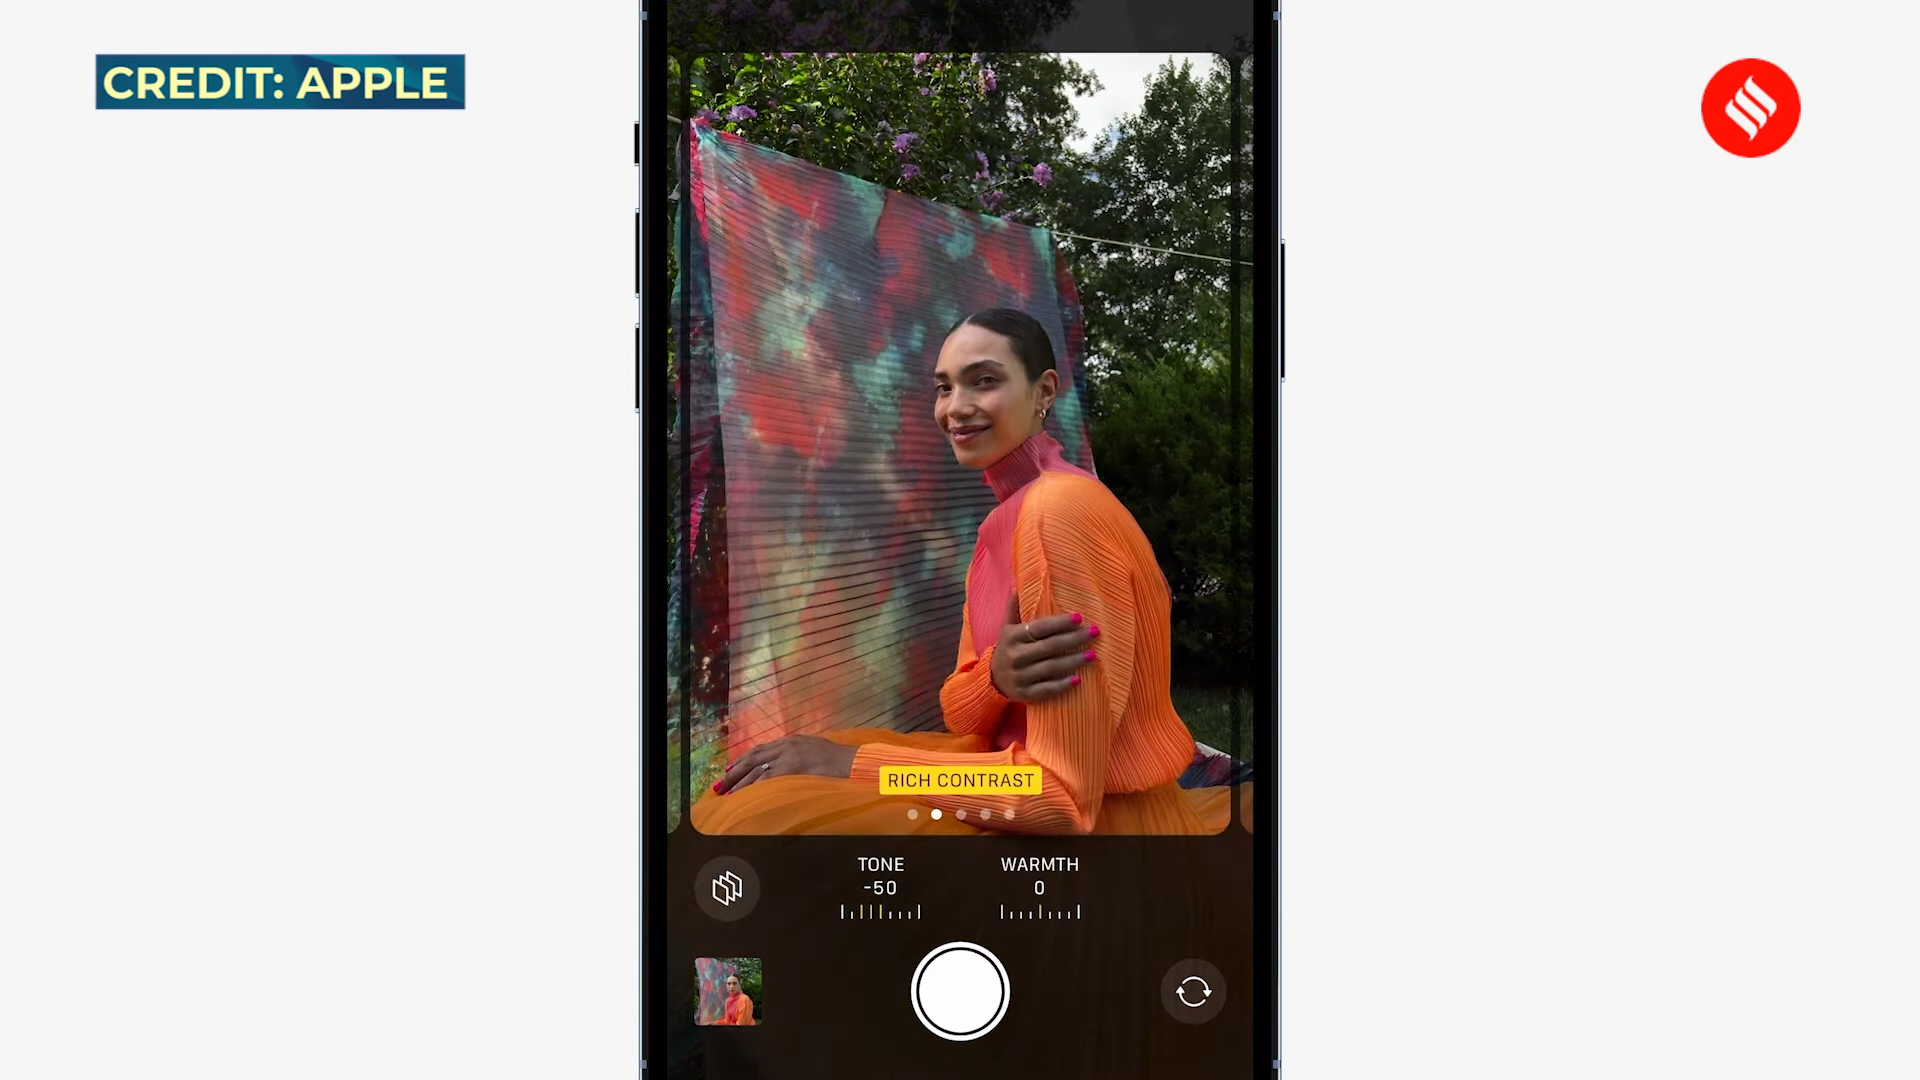 CREDIT: APPLE
RICH CONTRAST
TONE
-50
WARMTH
0